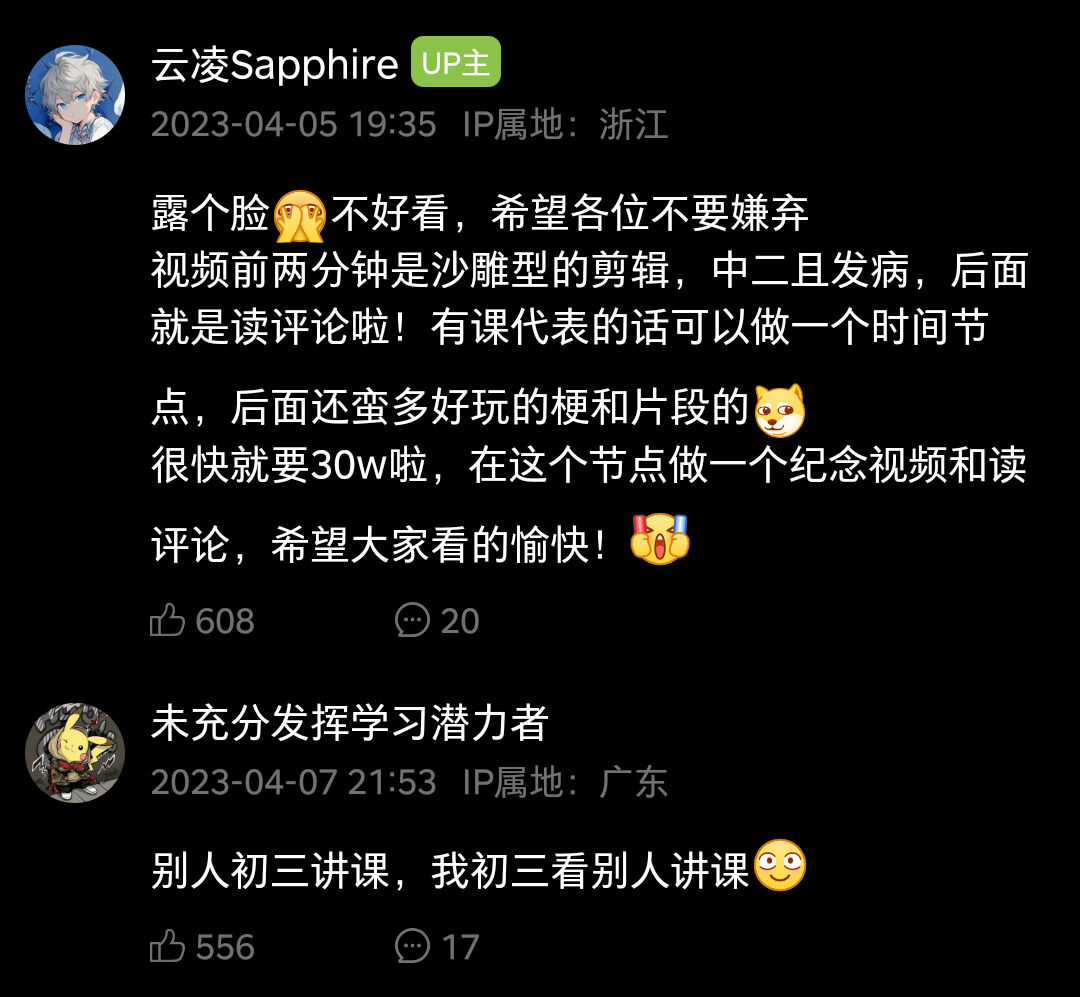 云凌Sapphire UP主
2023-04-05 19:35 IP属地：浙江
露个脸🫣不好看，希望各位不要嫌弃
视频前两分钟是沙雕型的剪辑，中二且发病，后面
就是读评论啦！有课代表的话可以做一个时间节
点，后面还蛮多好玩的梗和片段的
很快就要30w啦，在这个节点做一个纪念视频和读
评论，希望大家看的愉快！
608 20
未充分发挥学习潜力者
2023-04-07 21:53 IP属地：广东
别人初三讲课，我初三看别人讲课
556 17